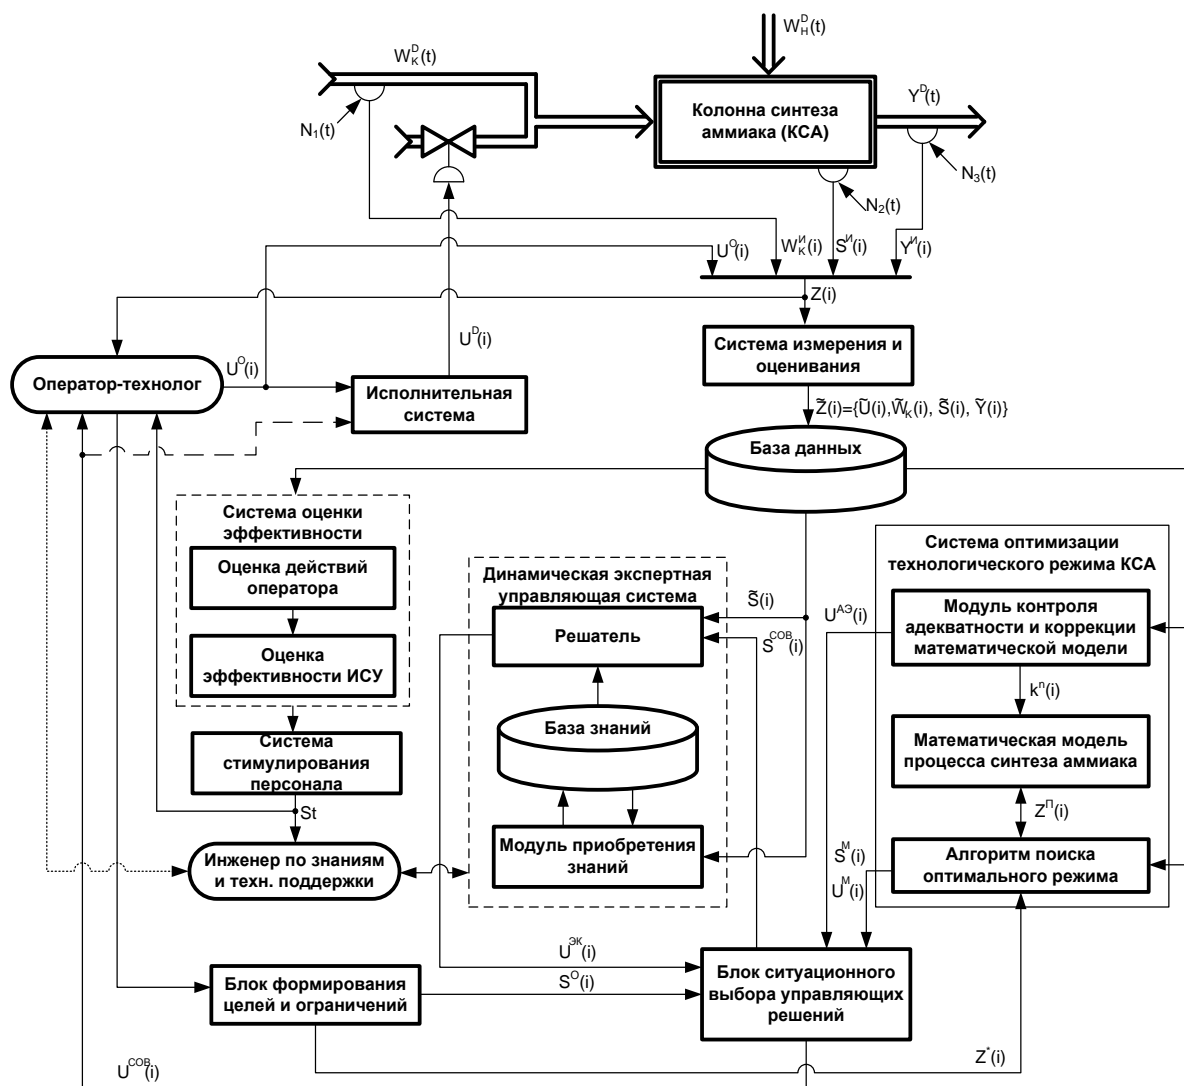 W_H^D(t)
W_K^D(t)
Y^D(t)
Колонна синтеза
аммиака (КСА)
N₁(t)
N₃(t)
N₂(t)
U^O(i)
W_K^И(i)
S^И(i)
Y^И(i)
Z(i)
U^D(i)
Система измерения и
оценивания
Оператор-технолог
U^O(i)
Исполнительная
система
Z̃(i)={Ũ(i),W̃_K(i), S̃(i), Ỹ(i)}
База данных
Система оценки
эффективности
Оценка действий
оператора
Оценка
эффективности ИСУ
Динамическая экспертная
управляющая система
Решатель
S̃(i)
S^СОВ(i)
U^АЭ(i)
Система оптимизации
технологического режима КСА
Модуль контроля
адекватности и коррекции
математической модели
k^п(i)
База знаний
Математическая модель
процесса синтеза аммиака
Система
стимулирования
персонала
St
Z^П(i)
Модуль приобретения
знаний
Инженер по знаниям
и техн. поддержки
S^М(i)
U^М(i)
Алгоритм поиска
оптимального режима
U^ЭК(i)
S^О(i)
Блок формирования
целей и ограничений
Блок ситуационного
выбора управляющих
решений
Z^*(i)
U^СОВ(i)